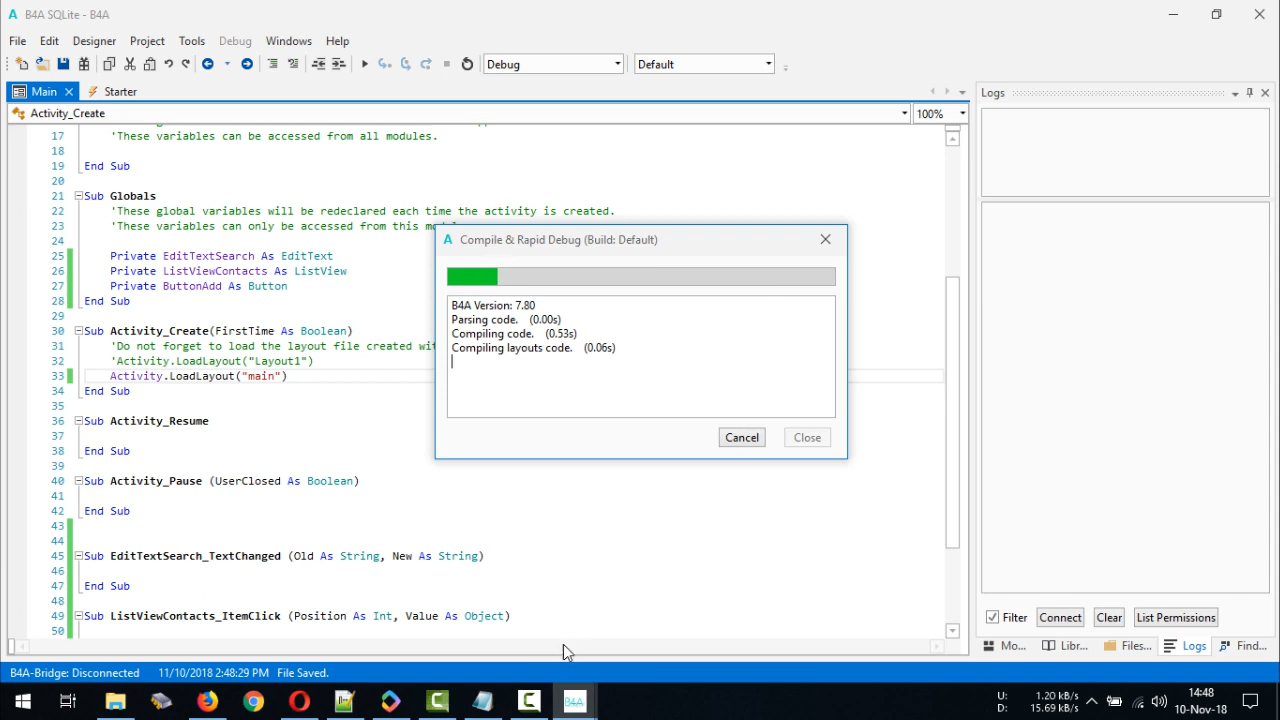 B4A SQLite - B4A
File Edit Designer Project Tools Debug Windows Help
Debug Default
Main Starter
Activity_Create 100%
17 'These variables can be accessed from all modules.
18
19 End Sub
20
21 Sub Globals
22 'These global variables will be redeclared each time the activity is created.
23 'These variables can only be accessed from this
24
25 Private EditTextSearch As EditText
26 Private ListViewContacts As ListView
27 Private ButtonAdd As Button
28 End Sub
29
30 Sub Activity_Create(FirstTime As Boolean)
31 'Do not forget to load the layout file created
32 'Activity.LoadLayout("Layout1")
33 Activity.LoadLayout("main")
34 End Sub
35
36 Sub Activity_Resume
37
38 End Sub
39
40 Sub Activity_Pause (UserClosed As Boolean)
41
42 End Sub
43
44
45 Sub EditTextSearch_TextChanged (Old As String, New As String)
46
47 End Sub
48
49 Sub ListViewContacts_ItemClick (Position As Int, Value As Object)
50
Compile & Rapid Debug (Build: Default)
B4A Version: 7.80
Parsing code. (0.00s)
Compiling code. (0.53s)
Compiling layouts code. (0.06s)
Cancel Close
Logs
Filter Connect Clear List Permissions
Mo... Libr... Files... Logs Find...
B4A-Bridge: Disconnected 11/10/2018 2:48:29 PM File Saved.
B4A
U: 1.20 kB/s
D: 15.69 kB/s
14:48
10-Nov-18